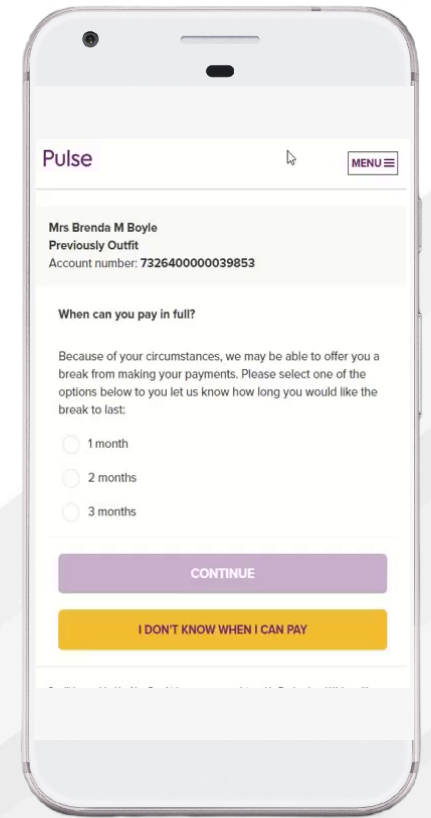 Pulse
MENU
Mrs Brenda M Boyle
Previously Outfit
Account number: 7326400000039853
When can you pay in full?
Because of your circumstances, we may be able to offer you a
break from making your payments. Please select one of the
options below to you let us know how long you would like the
break to last:
1 month
2 months
3 months
CONTINUE
I DON'T KNOW WHEN I CAN PAY